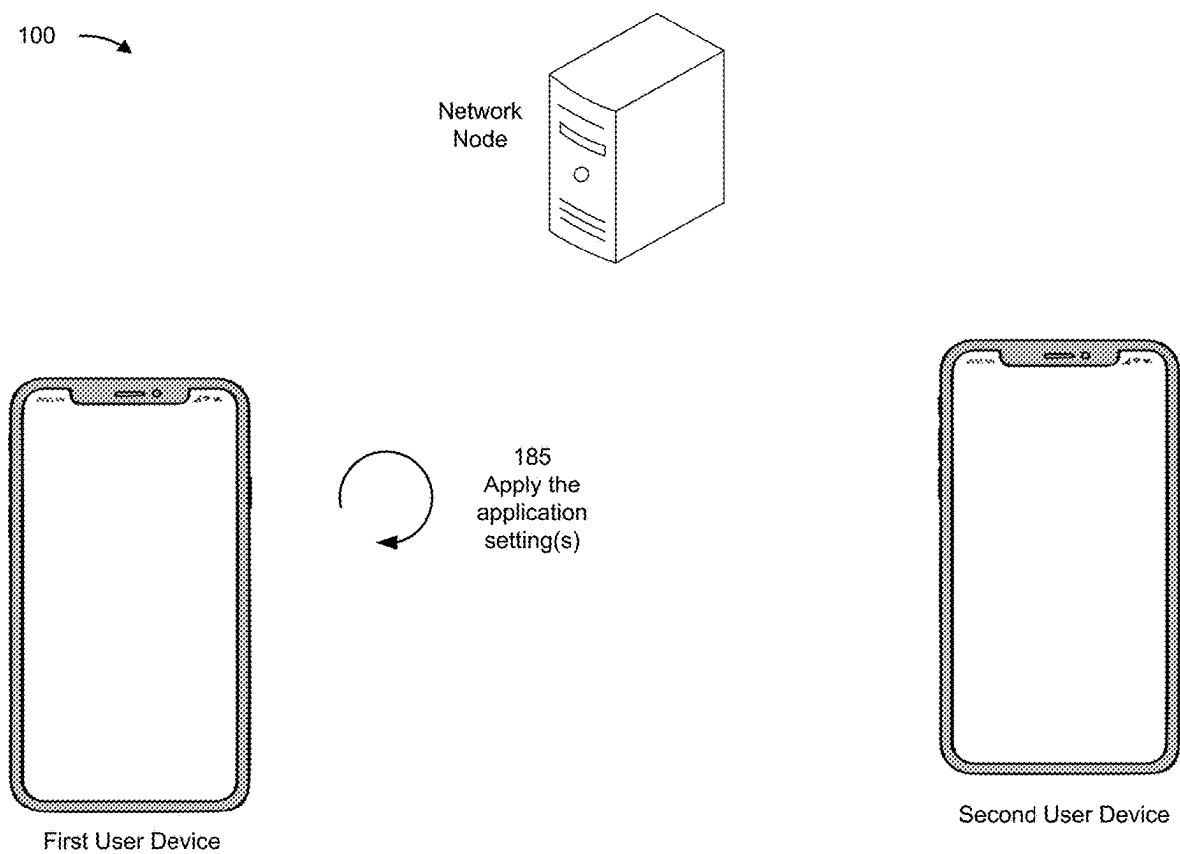 100
Network
Node
185
Apply the
application
setting(s)
First User Device
Second User Device